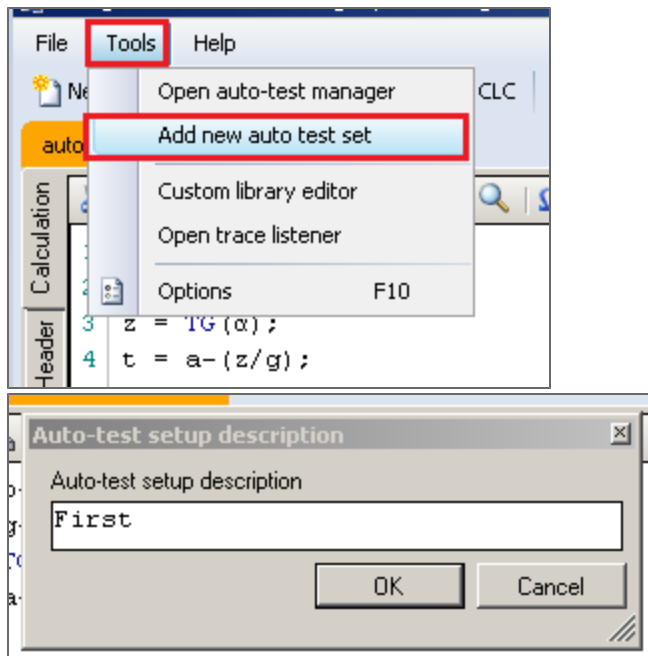 File Tools Help
Ne CLC
Open auto-test manager
auto
Add new auto test set
Calculation
Custom library editor
Open trace listener
2
Options F10
Header
3 z = TG(α);
4 t = a-(z/g);
Auto-test setup description
Auto-test setup description
First
OK Cancel